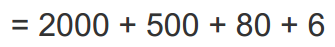 = 2000 + 500 + 80 + 6